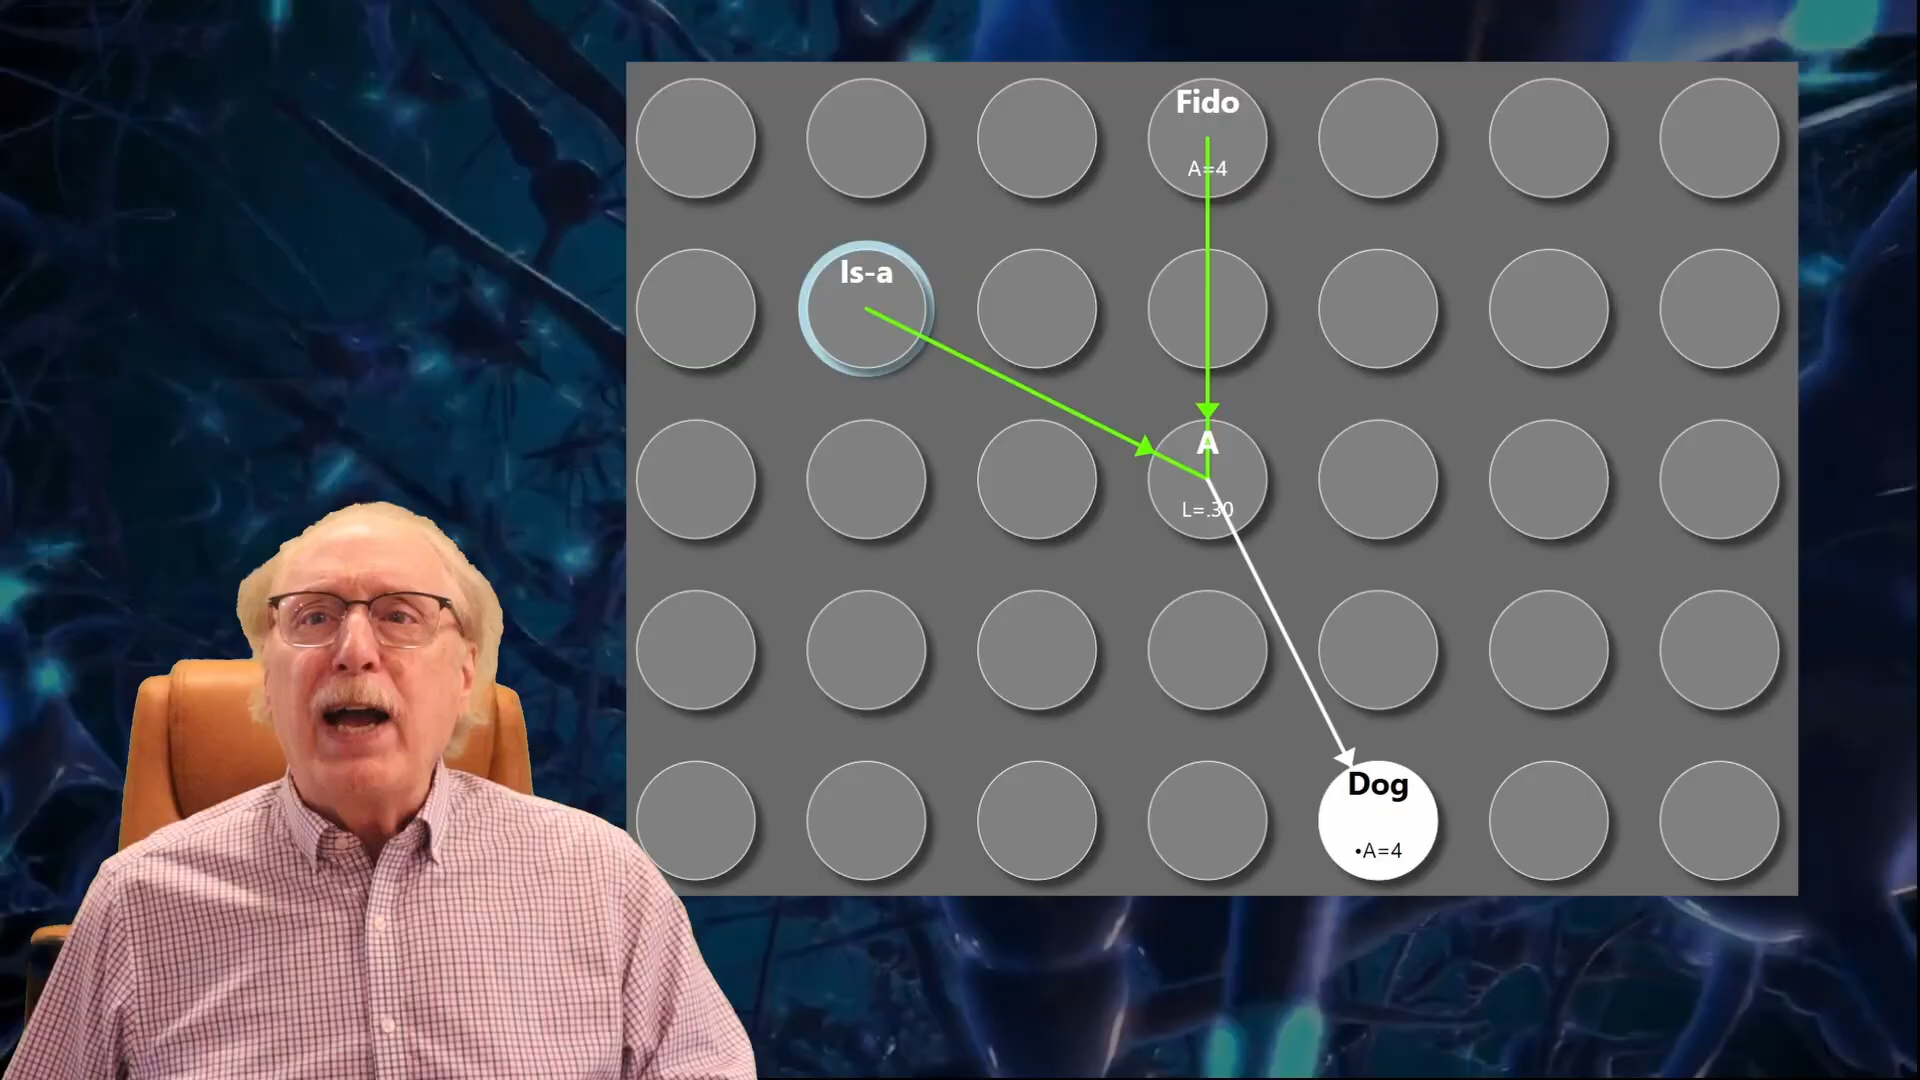 Fido
A=4
Is-a
A
L=.30
Dog
•A=4